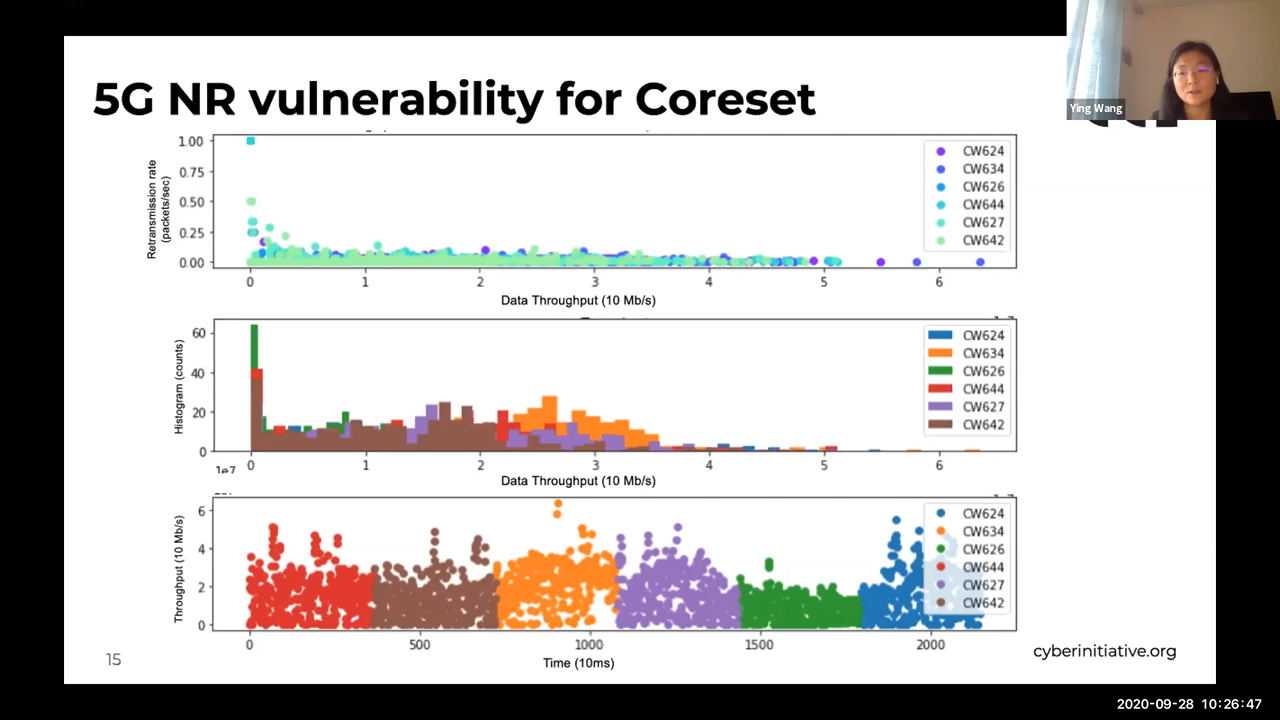 5G NR vulnerability for Coreset
Ying Wang
1.00
0.75
0.50
0.25
0.00
Retransmission rate
(packets/sec)
CW624
CW634
CW626
CW644
CW627
CW642
0 1 2 3 4 5 6
Data Throughput (10 Mb/s)
60
40
20
0
Histogram (counts)
CW624
CW634
CW626
CW644
CW627
CW642
0 1 2 3 4 5 6
1e7
Data Throughput (10 Mb/s)
6
4
2
0
Throughput (10 Mb/s)
CW624
CW634
CW626
CW644
CW627
CW642
0 500 1000 1500 2000
Time (10ms)
15
cyberinitiative.org
2020-09-28 10:26:47